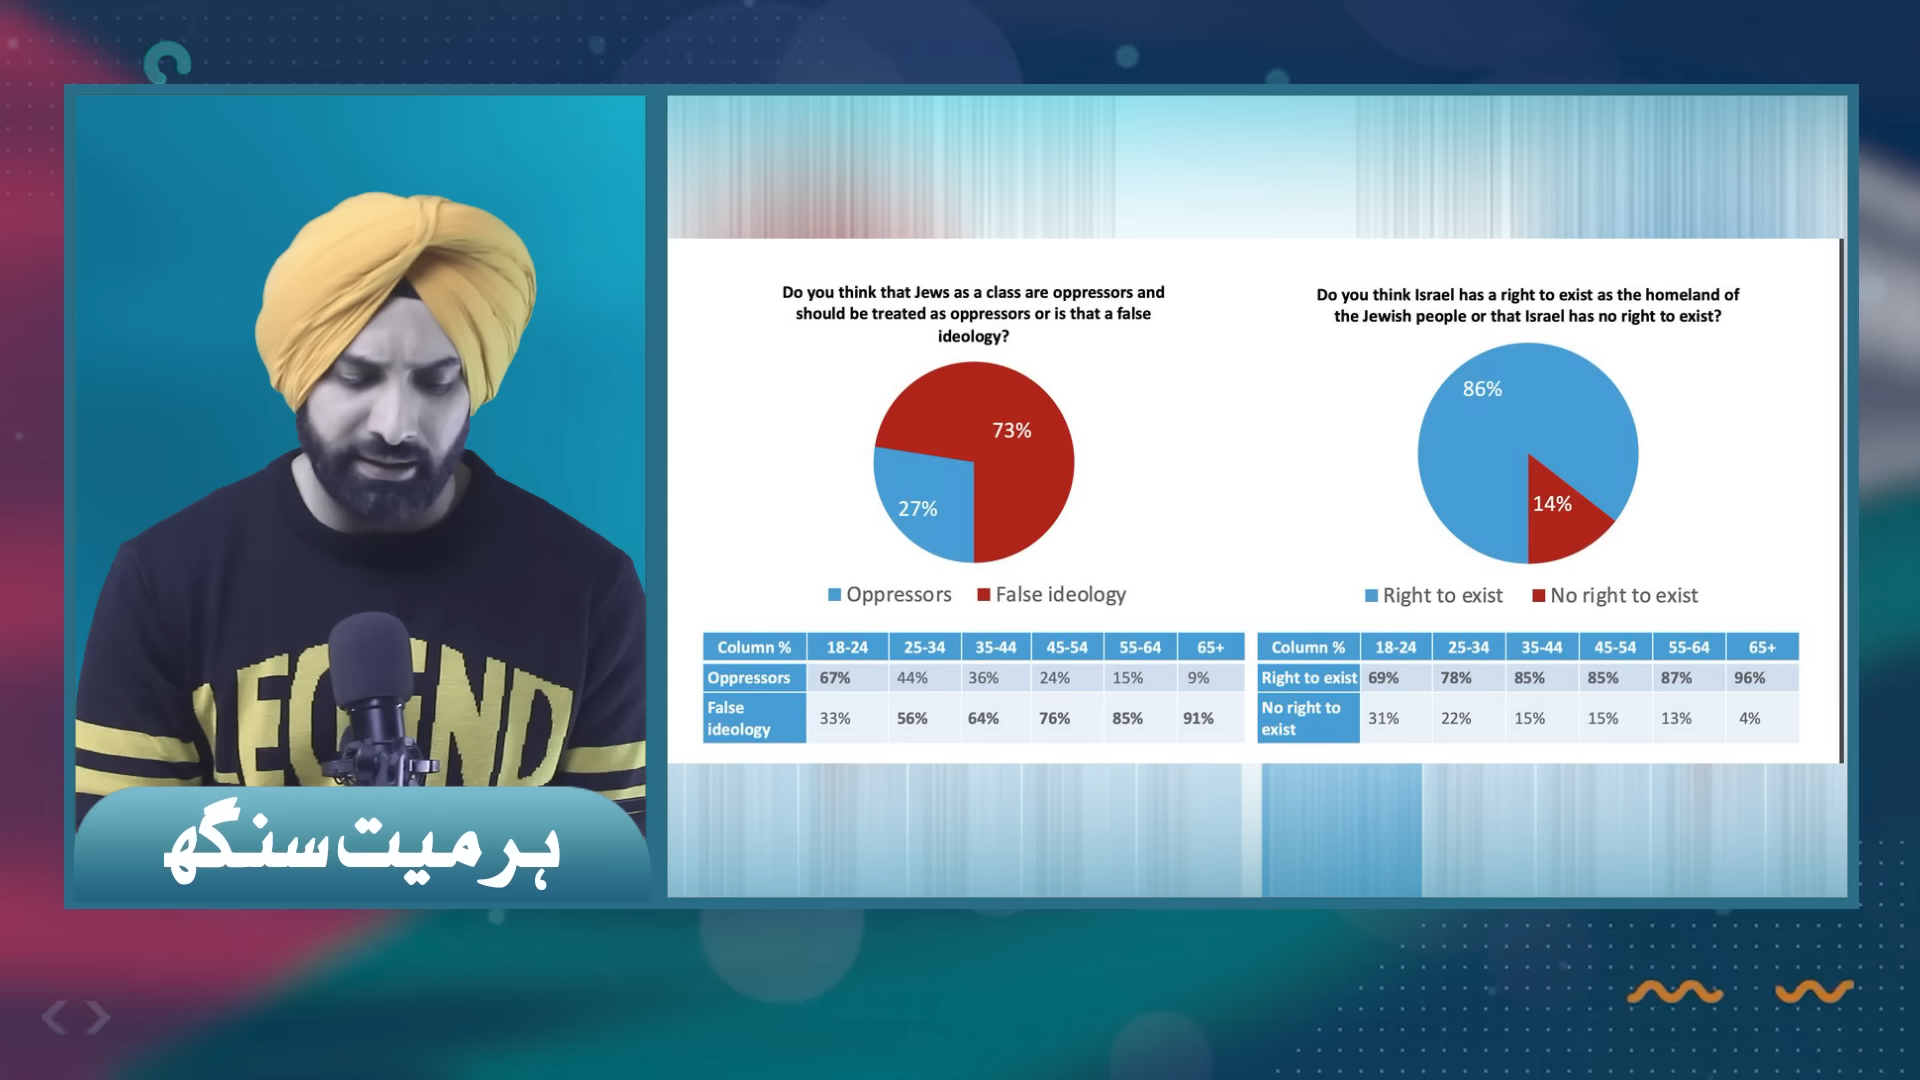 LEGEND
ہرمیت سنگھ
Do you think that Jews as a class are oppressors and
should be treated as oppressors or is that a false
ideology?
73%
27%
Oppressors False ideology
Column % 18-24 25-34 35-44 45-54 55-64 65+
Oppressors 67% 44% 36% 24% 15% 9%
False
ideology 33% 56% 64% 76% 85% 91%
Do you think Israel has a right to exist as the homeland of
the Jewish people or that Israel has no right to exist?
86%
14%
Right to exist No right to exist
Column % 18-24 25-34 35-44 45-54 55-64 65+
Right to exist 69% 78% 85% 85% 87% 96%
No right to
exist 31% 22% 15% 15% 13% 4%